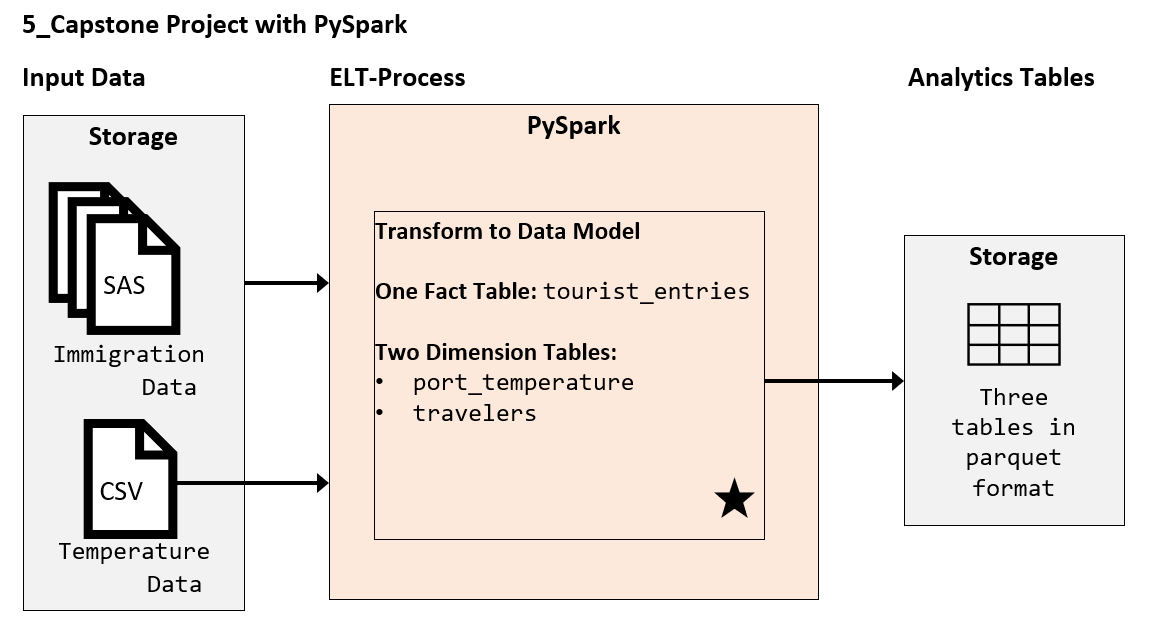 5_Capstone Project with PySpark
Input Data
ELT-Process
Analytics Tables
Storage
SAS
Immigration
Data
CSV
Temperature
Data
PySpark
Transform to Data Model
One Fact Table: tourist_entries
Two Dimension Tables:
• port_temperature
• travelers
Storage
Three
tables in
parquet
format